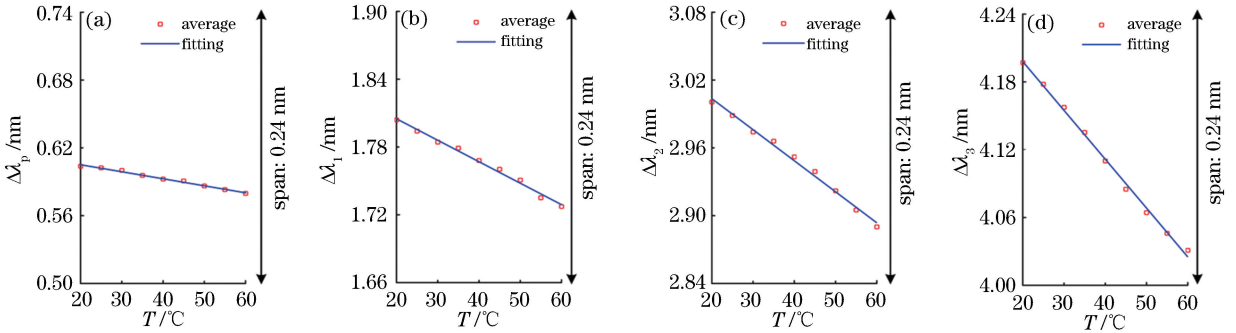 (a)
average
fitting
0.74
0.68
0.62
0.56
0.50
20 30 40 50 60
Δλp /nm
T /℃
span: 0.24 nm
(b)
average
fitting
1.90
1.84
1.78
1.72
1.66
20 30 40 50 60
Δλ1 /nm
T /℃
span: 0.24 nm
(c)
average
fitting
3.08
3.02
2.96
2.90
2.84
20 30 40 50 60
Δλ2 /nm
T /℃
span: 0.24 nm
(d)
average
fitting
4.24
4.18
4.12
4.06
4.00
20 30 40 50 60
Δλ3 /nm
T /℃
span: 0.24 nm